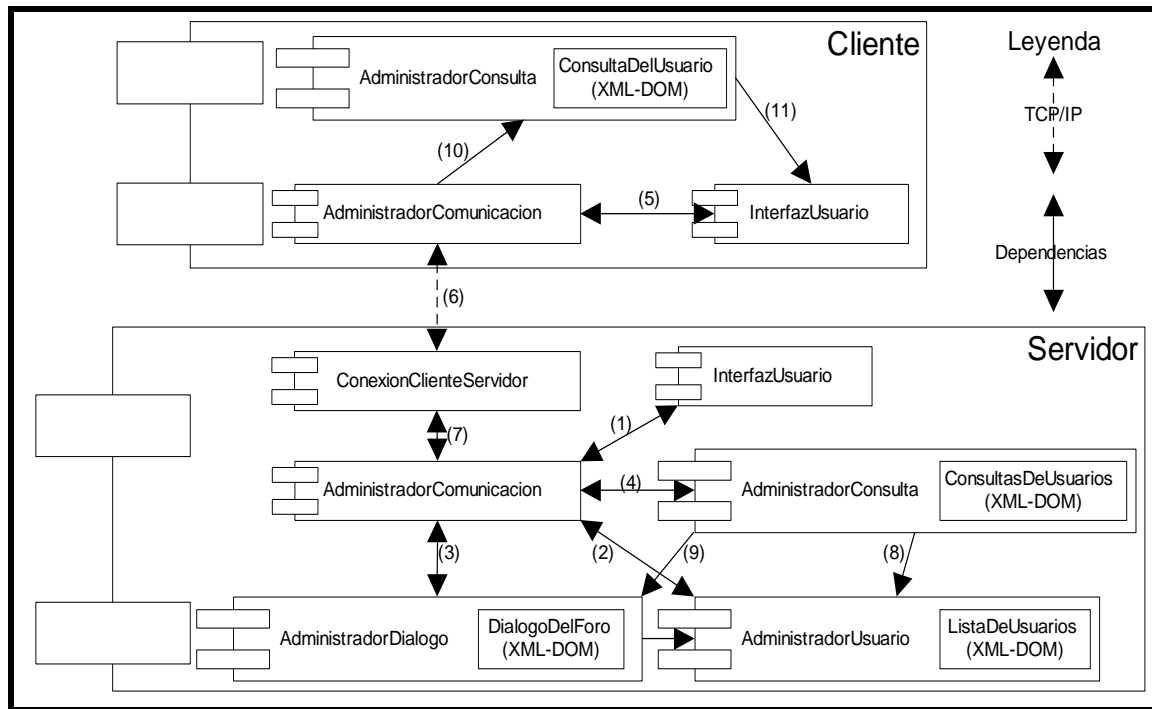 Cliente
Leyenda
AdministradorConsulta
ConsultaDelUsuario
(XML-DOM)
(11)
TCP/IP
(10)
AdministradorComunicacion
(5)
InterfazUsuario
Dependencias
(6)
Servidor
ConexionClienteServidor
InterfazUsuario
(7)
(1)
AdministradorComunicacion
(4)
AdministradorConsulta
ConsultasDeUsuarios
(XML-DOM)
(3)
(2)
(9)
(8)
AdministradorDialogo
DialogoDelForo
(XML-DOM)
AdministradorUsuario
ListaDeUsuarios
(XML-DOM)